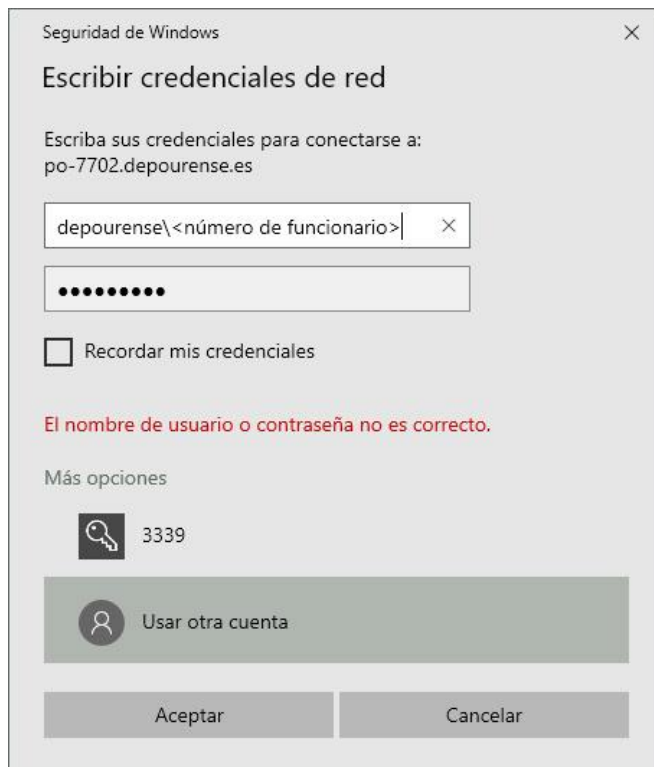 Seguridad de Windows
Escribir credenciales de red
Escriba sus credenciales para conectarse a:
po-7702.depourense.es
depourense\<número de funcionario>
•••••••••
Recordar mis credenciales
El nombre de usuario o contraseña no es correcto.
Más opciones
3339
Usar otra cuenta
Aceptar
Cancelar